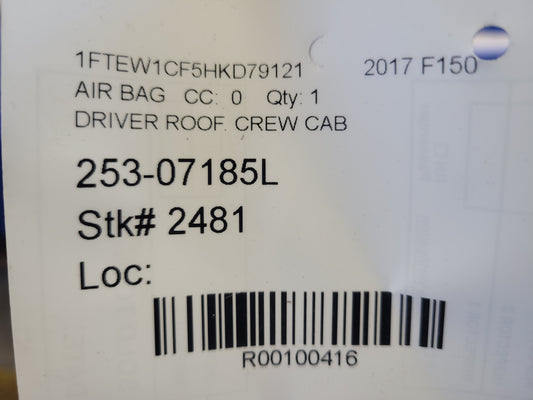 1FTEW1CF5HKD79121 2017 F150
AIR BAG CC: 0 Qty: 1
DRIVER ROOF. CREW CAB
253-07185L
Stk# 2481
Loc:
R00100416